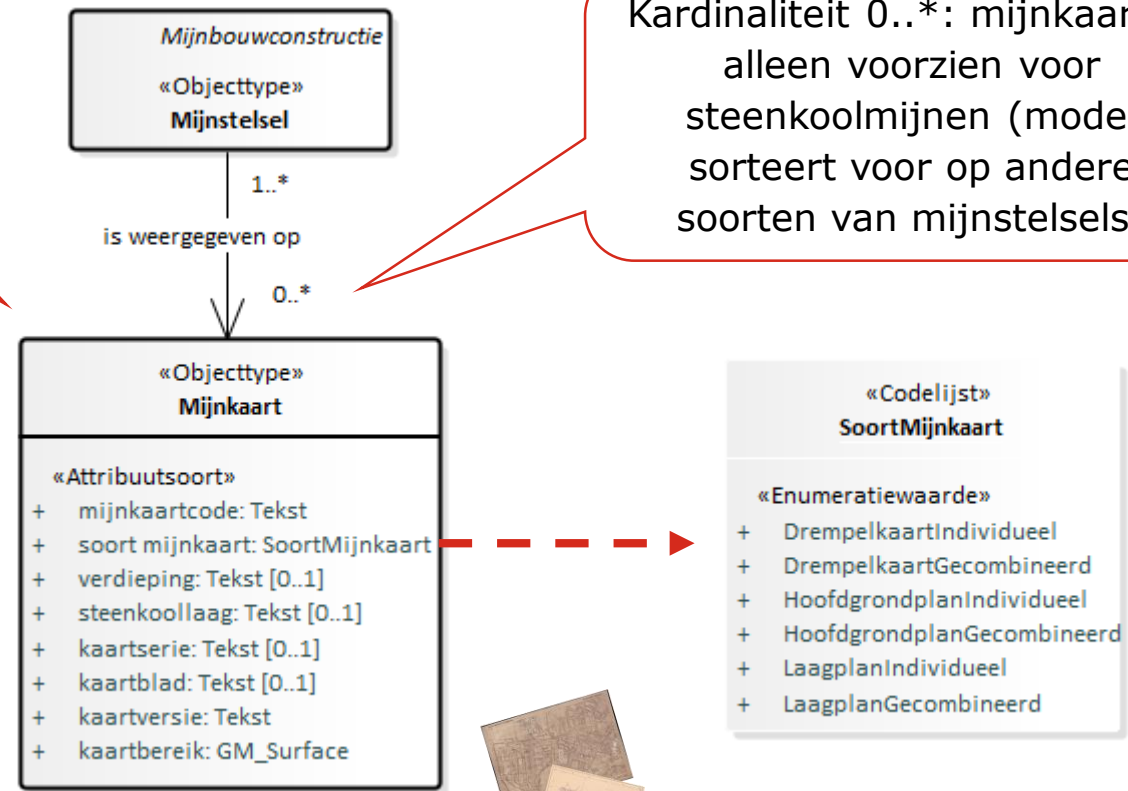 Mijnbouwconstructie
«Objecttype»
Mijnstelsel
1..*
is weergegeven op
0..*
Kardinaliteit 0..*:
alleen voorzien voor
steenkoolmijnen
sorteert voor op andere
soorten van mijnstelsels
«Objecttype»
Mijnkaart
«Attribuutsoort»
+ mijnkaartcode: Tekst
+ soort mijnkaart: SoortMijnkaart
+ verdieping: Tekst [0..1]
+ steenkoollaag: Tekst [0..1]
+ kaartserie: Tekst [0..1]
+ kaartblad: Tekst [0..1]
+ kaartversie: Tekst
+ kaartbereik: GM_Surface
«Codelijst»
SoortMijnkaart
«Enumeratiewaarde»
+ DrempelkaartIndividueel
+ DrempelkaartGecombineerd
+ HoofdgrondplanIndividueel
+ HoofdgrondplanGecombineerd
+ LaagplanIndividueel
+ LaagplanGecombineerd